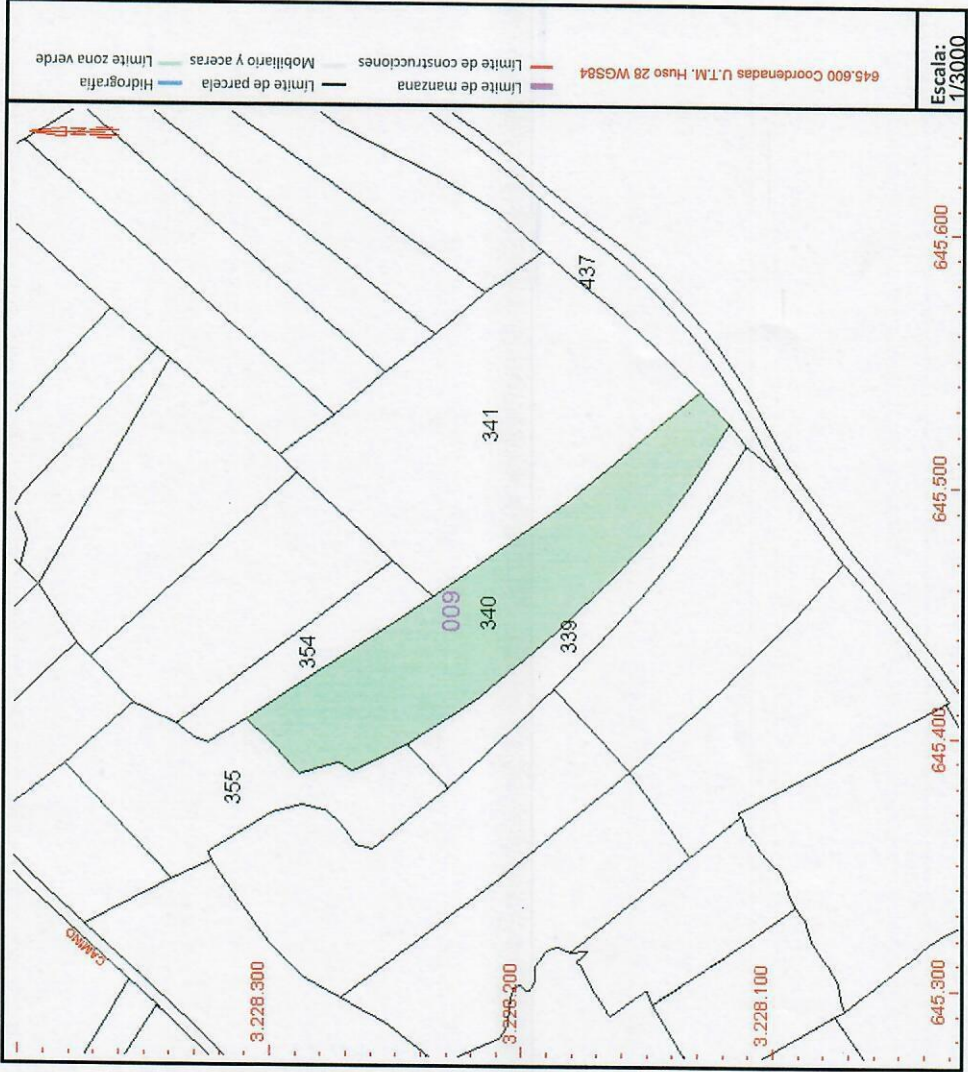 Límite zona verde
Hidrografía
Mobiliario y aceras
Límite de parcela
Límite de construcciones
Límite de manzana
645.600 Coordenadas U.T.M. Huso 28 WGS84
Escala:
1/3000
CAMINO
355
354
009
340
341
339
437
3.228.300
3.228.200
3.228.100
645.300
645.400
645.500
645.600